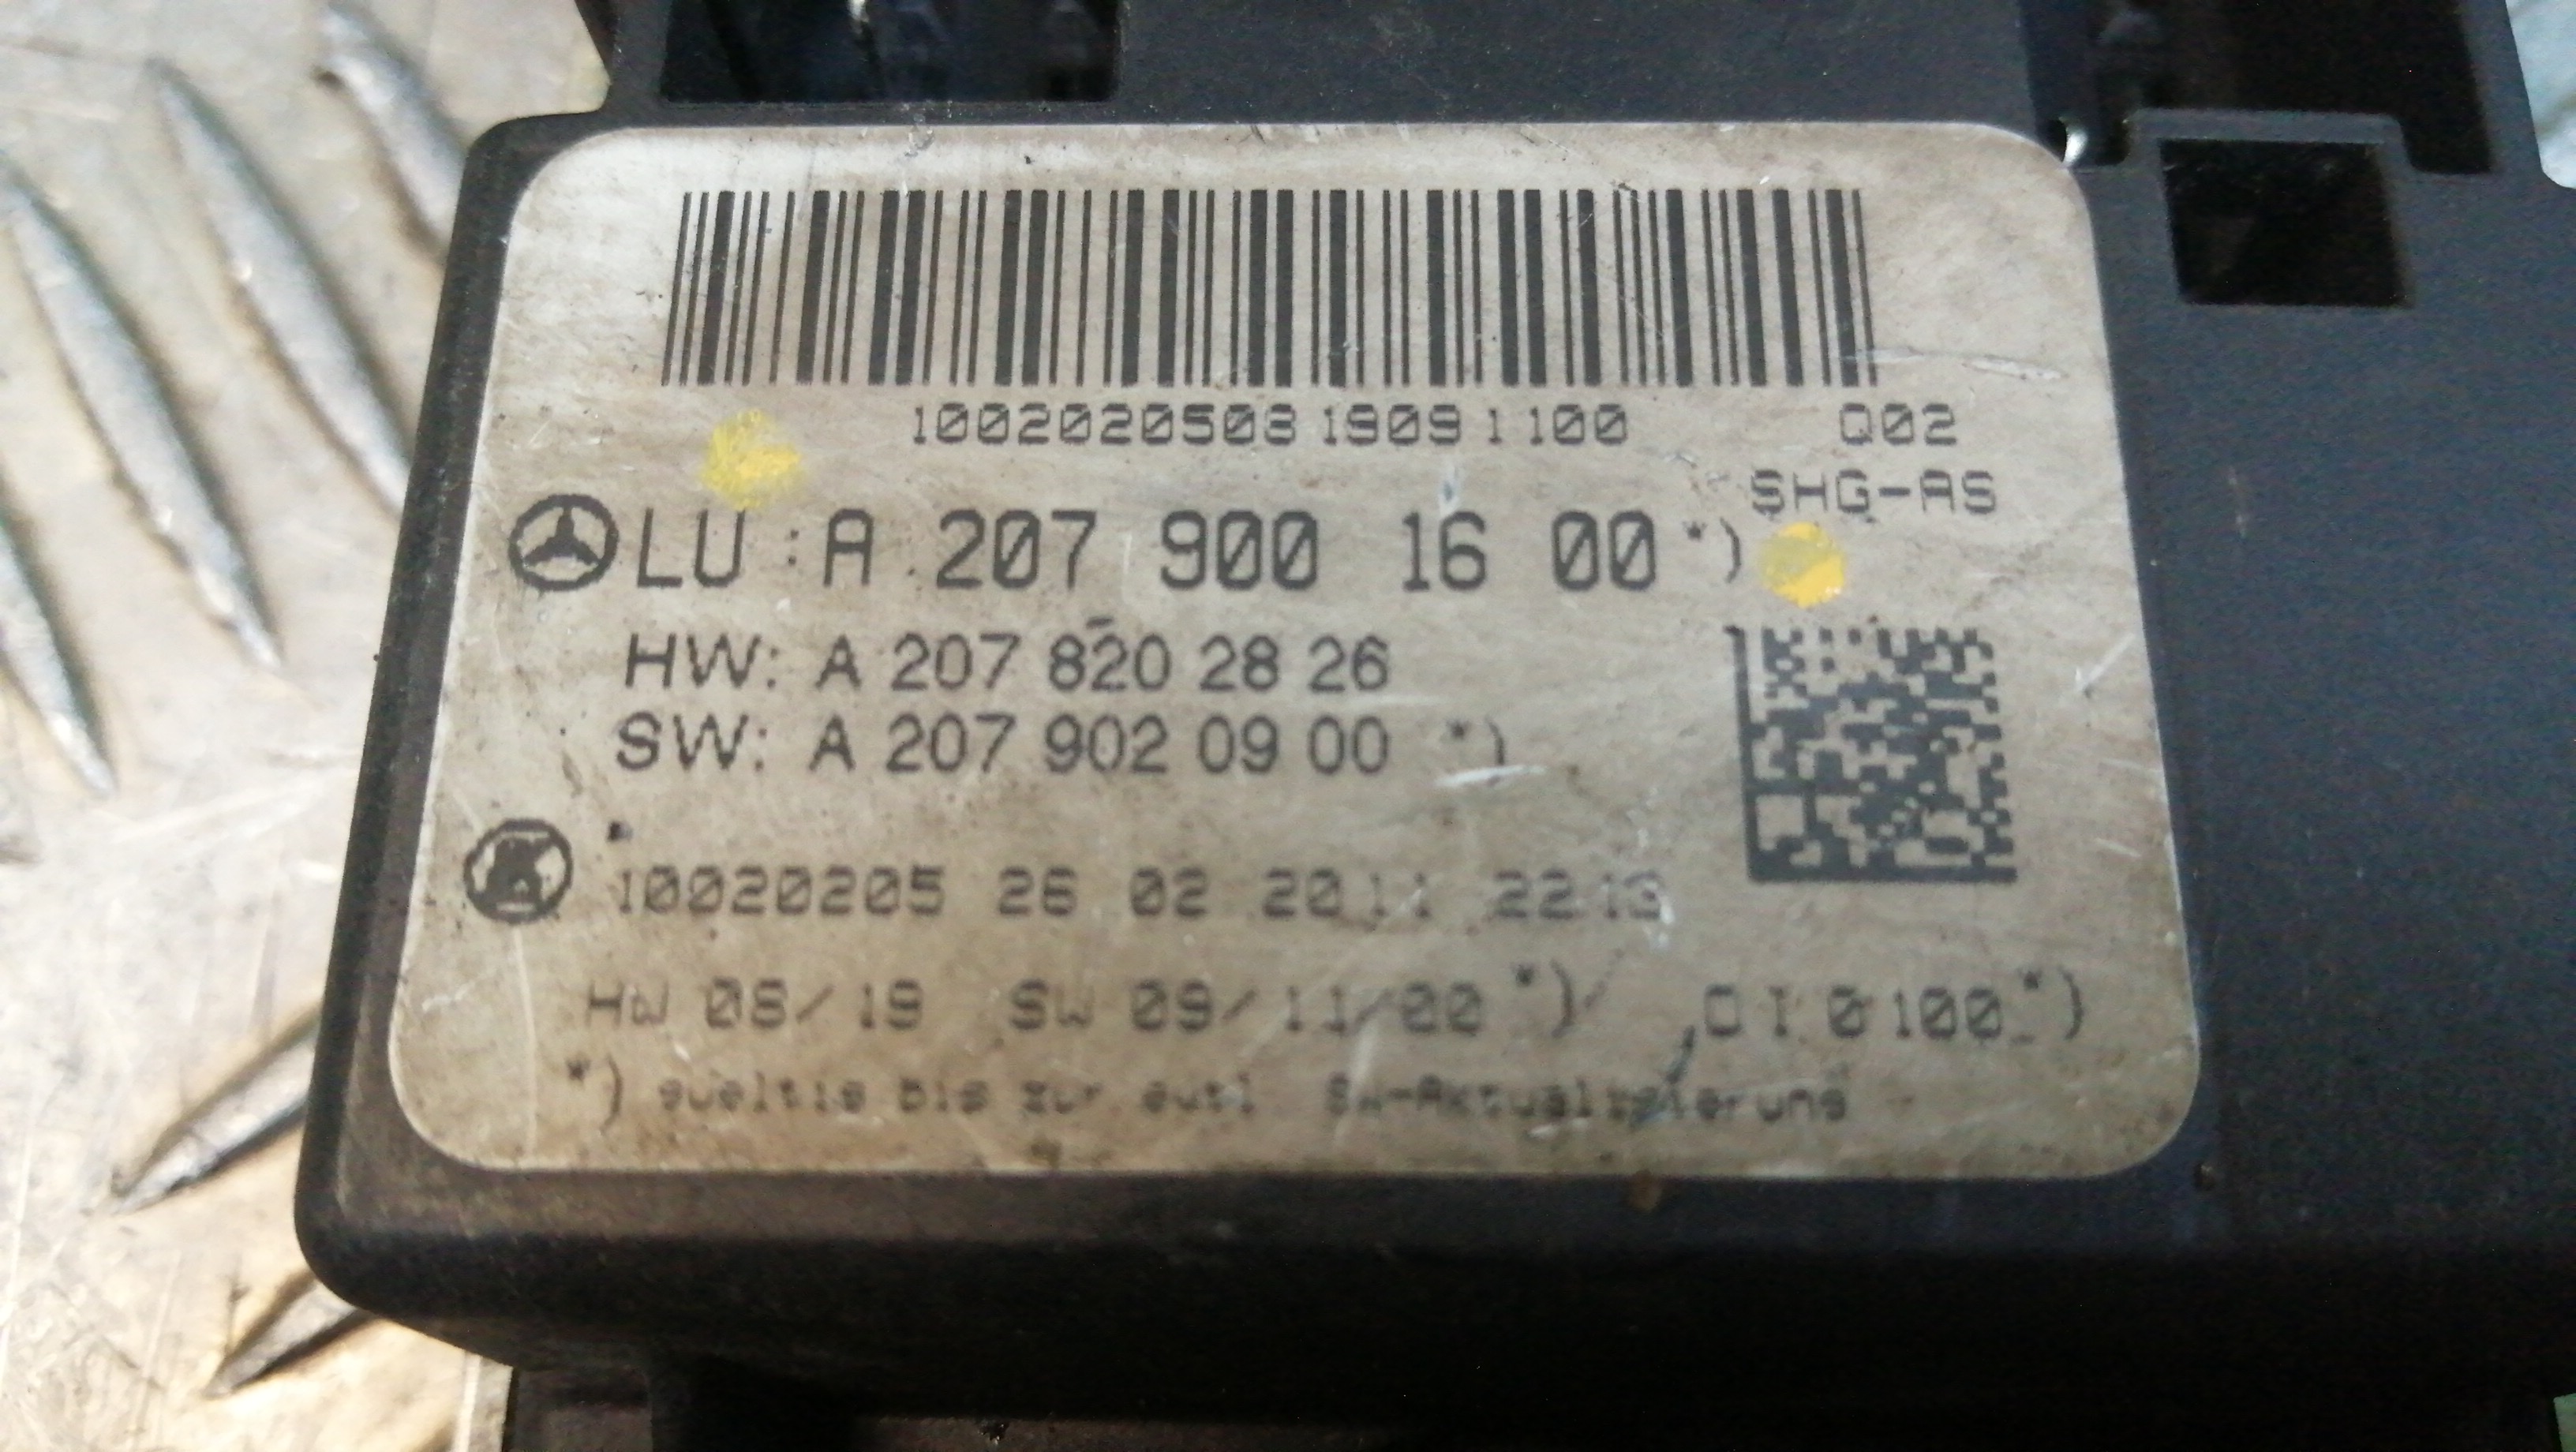 1002020508 19091100 Q02
SHG-AS
LU: A 207 900 16 00 *)
HW: A 207 820 28 26
SW: A 207 902 09 00 *)
10020205 26 02 2011 2213
HW 08/19 SW 09/11/00 *) DI 0100 *)
*) gueltig bis zur evtl SW-Aktualisierung